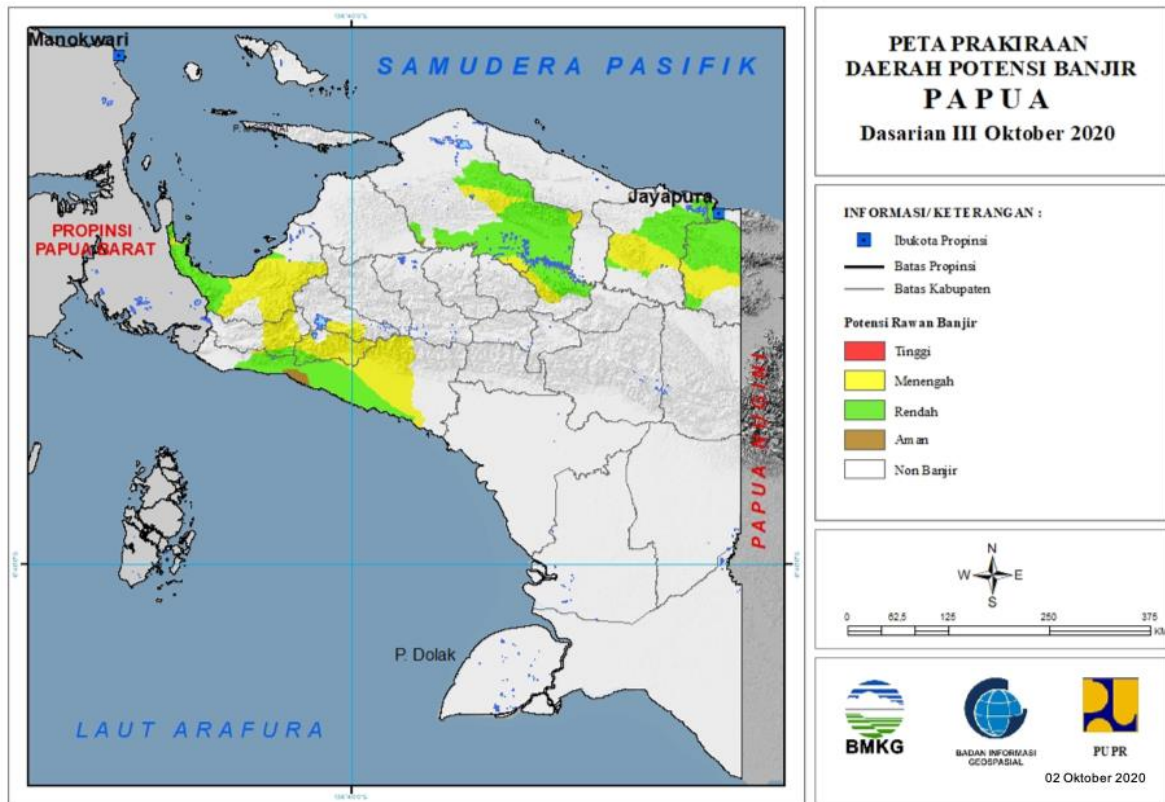 Manokwari
SAMUDERA PASIFIK
Jayapura
PROPINSI
PAPUA BARAT
PAPUA NUGINI
P. Dolak
LAUT ARAFURA
PETA PRAKIRAAN
DAERAH POTENSI BANJIR
PAPUA
Dasarian III Oktober 2020
INFORMASI/KETERANGAN :
Ibukota Propinsi
Batas Propinsi
Batas Kabupaten
Potensi Rawan Banjir
Tinggi
Menengah
Rendah
Aman
Non Banjir
N
W E
S
0 62,5 125 250 375
BMKG
BADAN INFORMASI
GEOSPASIAL
PUPR
02 Oktober 2020